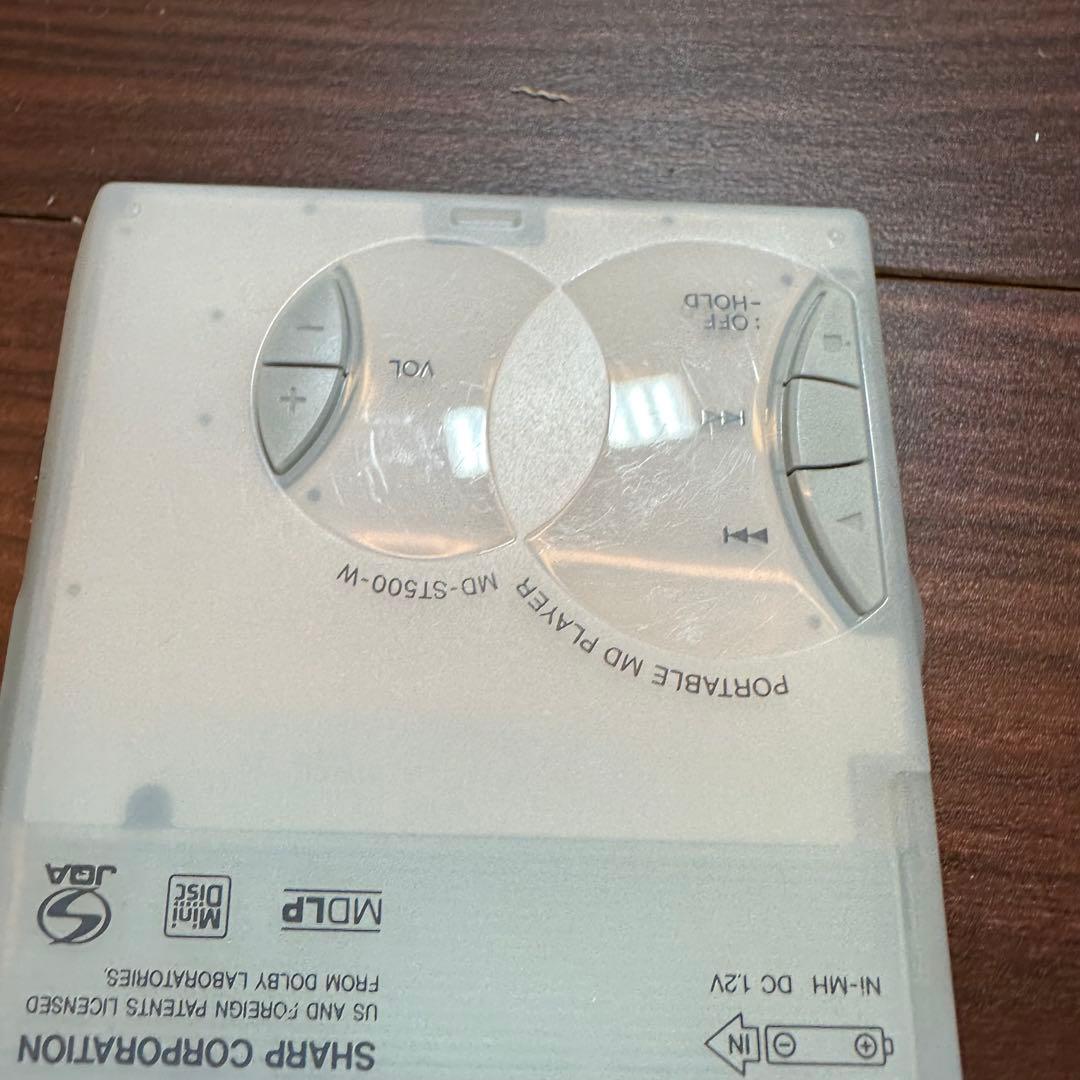 SHARP CORPORATION
US AND FOREIGN PATENTS LICENSED
FROM DOLBY LABORATORIES.
IN
Ni-MH DC 1.2V
MDLP
Mini
Disc
JQA
PORTABLE MD PLAYER MD-ST500-W
VOL
+
−
: OFF
-HOLD